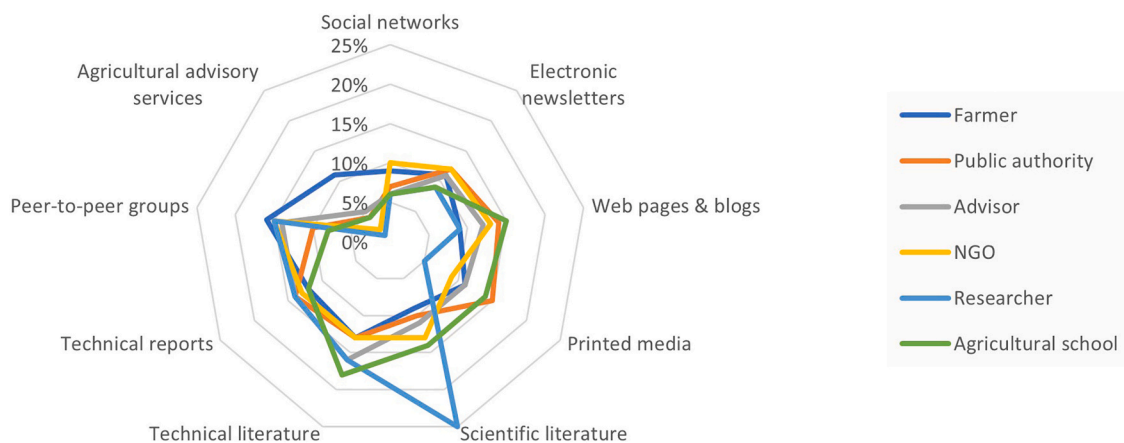 Social networks
25%
20%
15%
10%
5%
0%
Electronic
newsletters
Web pages & blogs
Printed media
Scientific literature
Technical literature
Technical reports
Peer-to-peer groups
Agricultural advisory
services
Farmer
Public authority
Advisor
NGO
Researcher
Agricultural school